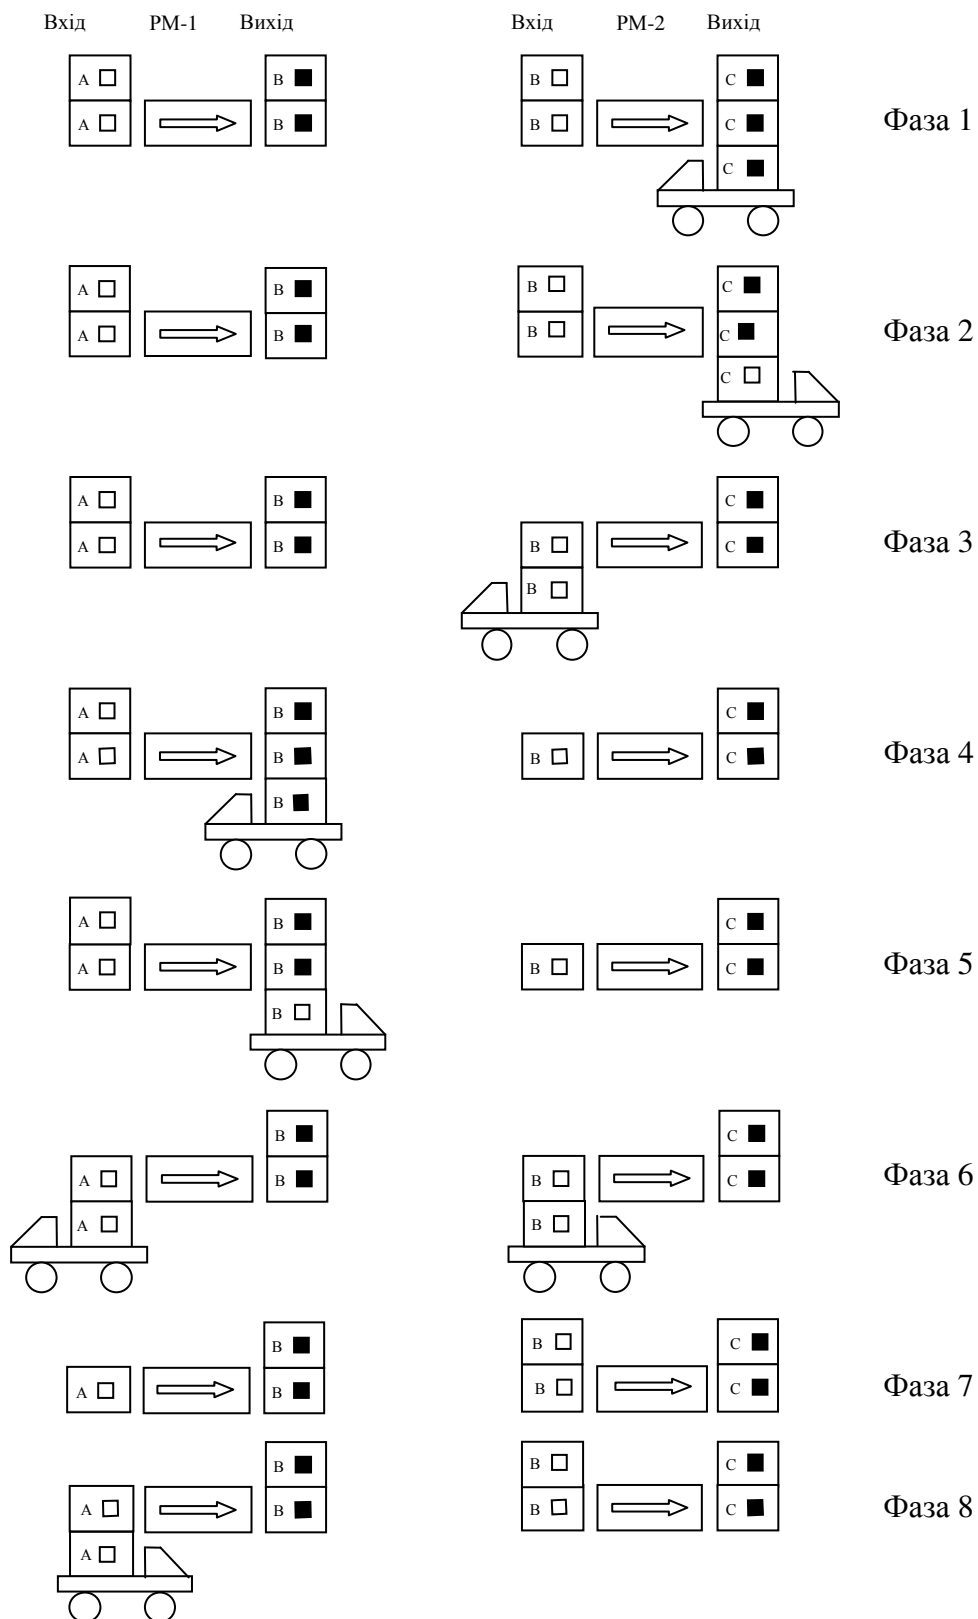 Вхід РМ-1 Вихід Вхід РМ-2 Вихід
A B B C
A B B C Фаза 1
C
A B B C
A B B C Фаза 2
C
A B C
A B B C Фаза 3
B
A B C
A B B C Фаза 4
B
A B C
A B B C Фаза 5
B
B C
A B B C Фаза 6
A B
B B C
A B B C Фаза 7
B B C
A B B C Фаза 8
A